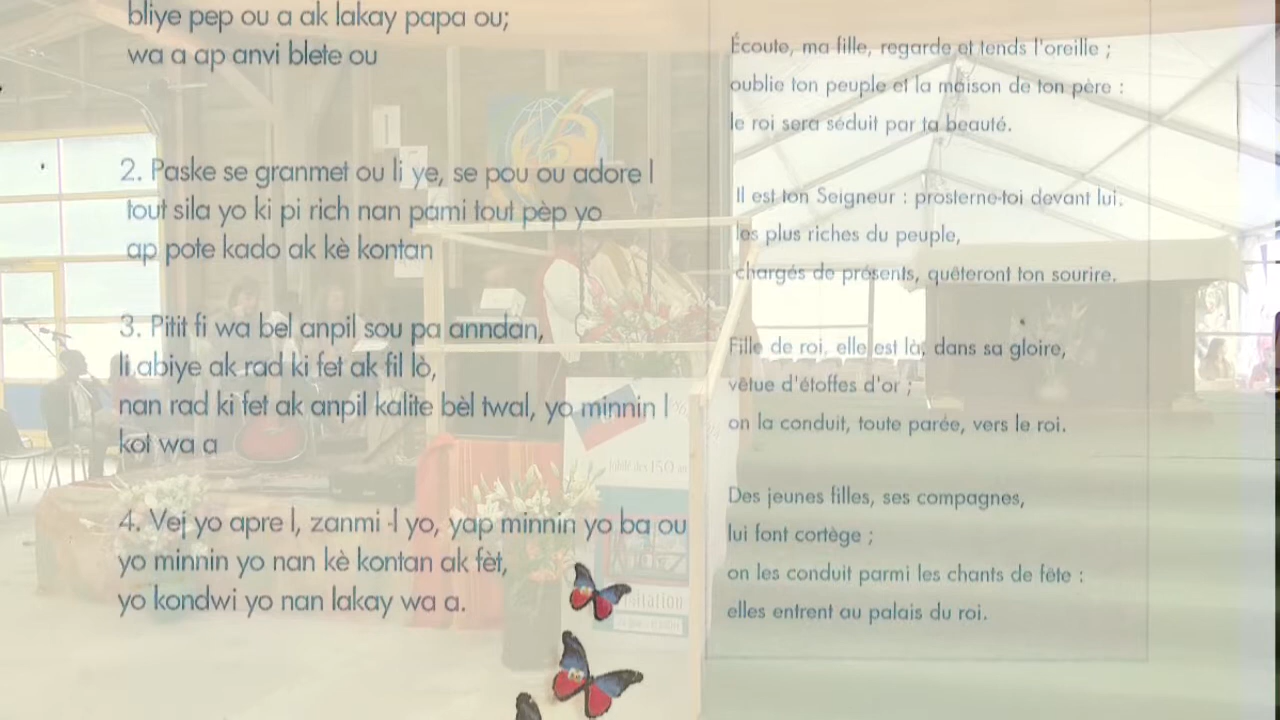 bliye pep ou a ak lakay papa ou;
wa a ap anvi blete ou
2. Paske se granmet ou li ye, se pou ou adore l
tout sila yo ki pi rich nan pami tout pèp yo
ap pote kado ak kè kontan
3. Pitit fi wa bel anpil sou pa anndan,
li abiye ak rad ki fet ak fil lò,
nan rad ki fet ak anpil kalite bèl twal, yo minnin l
kot wa a
4. Vej yo apre l, zanmi -l yo, yap minnin yo ba ou
yo minnin yo nan kè kontan ak fèt,
yo kondwi yo nan lakay wa a.
Écoute, ma fille, regarde et tends l'oreille ;
oublie ton peuple et la maison de ton père :
le roi sera séduit par ta beauté.
Il est ton Seigneur : prosterne-toi devant lui.
les plus riches du peuple,
chargés de présents, quêteront ton sourire.
Fille de roi, elle est là, dans sa gloire,
vêtue d'étoffes d'or ;
on la conduit, toute parée, vers le roi.
Des jeunes filles, ses compagnes,
lui font cortège ;
on les conduit parmi les chants de fête :
elles entrent au palais du roi.
Jubilé des 150 an
sitation